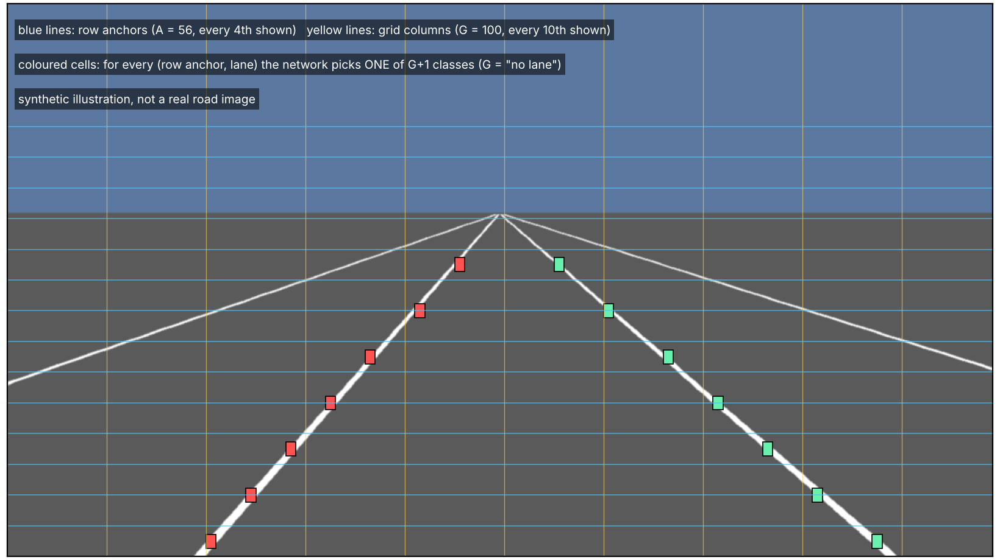 blue lines: row anchors (A = 56, every 4th shown)   yellow lines: grid columns (G = 100, every 10th shown)
coloured cells: for every (row anchor, lane) the network picks ONE of G+1 classes (G = "no lane")
synthetic illustration, not a real road image